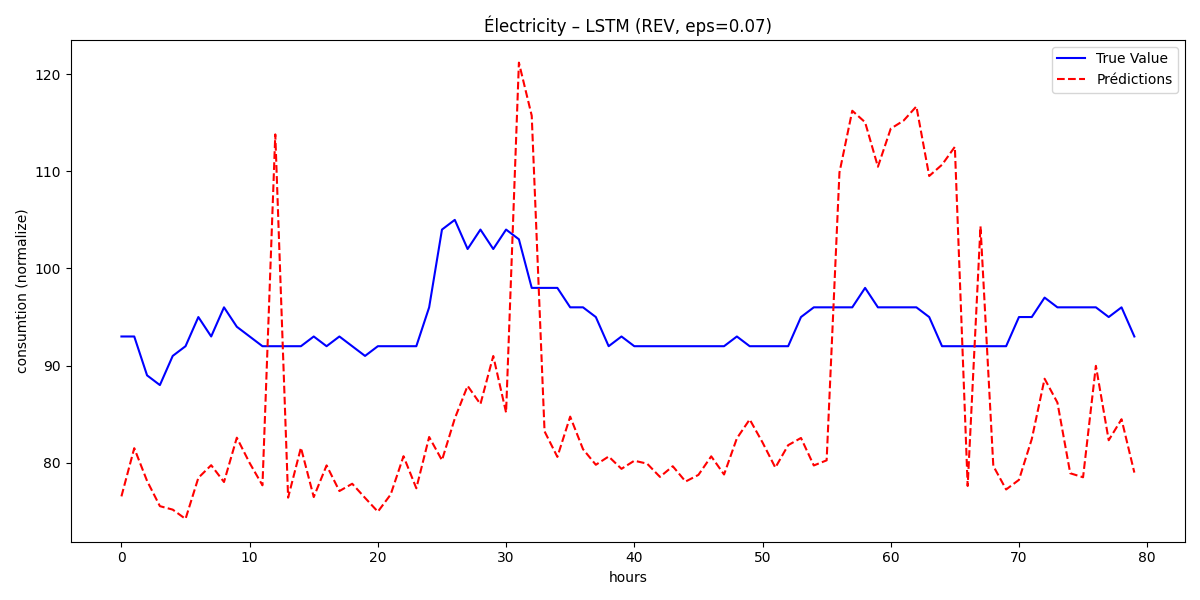 Électricity – LSTM (REV, eps=0.07)
True Value
Prédictions
consumtion (normalize)
120
110
100
90
80
0 10 20 30 40 50 60 70 80
hours